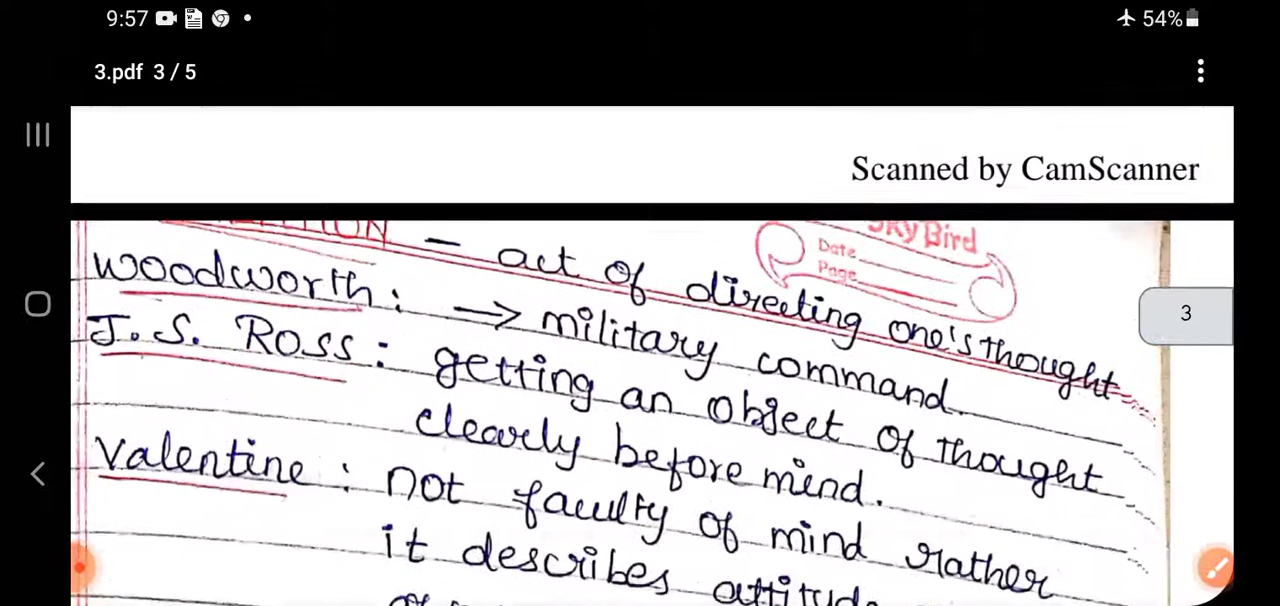 9:57
54%
3.pdf 3 / 5
Scanned by CamScanner
Sky Bird
Date
Page
– act of directing one's thought
Woodworth: → military command.
J.S. Ross: getting an object of thought
clearly before mind.
Valentine: not faculty of mind rather
it describes
3